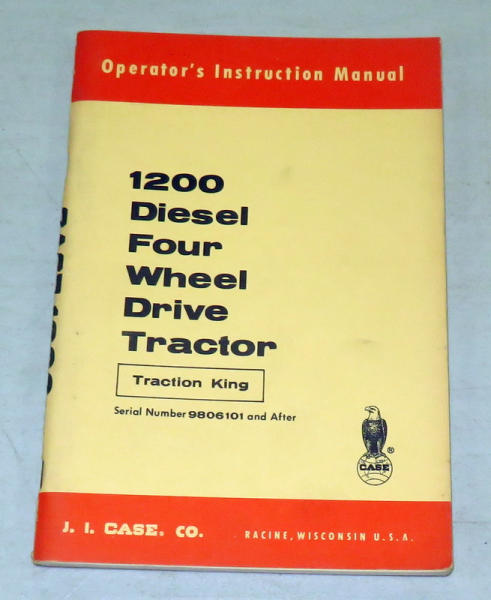 Operator's Instruction Manual
1200
Diesel
Four
Wheel
Drive
Tractor
Traction King
Serial Number 9806101 and After
CASE ®
J. I. CASE. CO.
RACINE, WISCONSIN U.S.A.